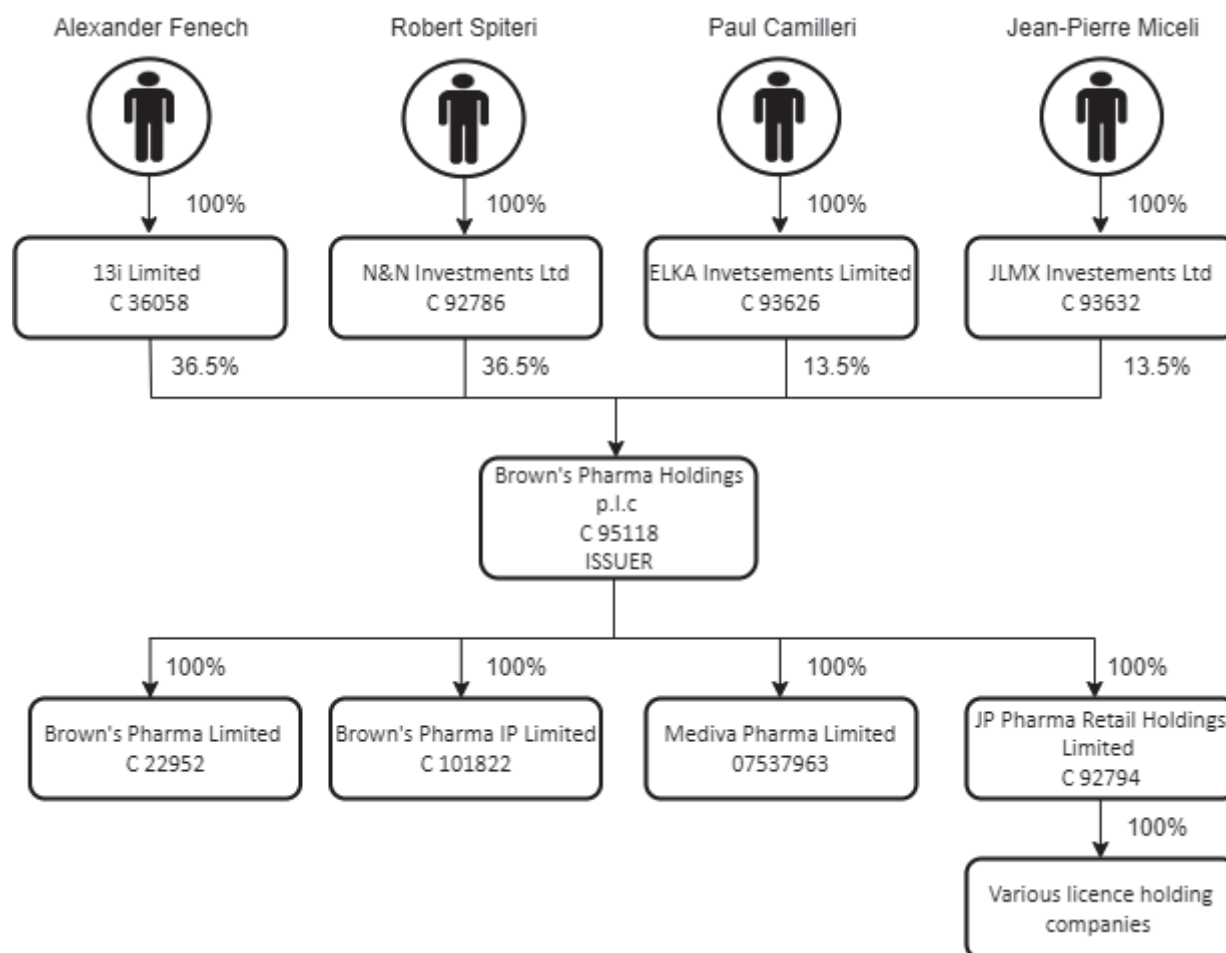 Alexander Fenech
Robert Spiteri
Paul Camilleri
Jean-Pierre Miceli
100%
100%
100%
100%
13i Limited
C 36058
N&N Investments Ltd
C 92786
ELKA Invetsements Limited
C 93626
JLMX Investements Ltd
C 93632
36.5%
36.5%
13.5%
13.5%
Brown's Pharma Holdings
p.l.c
C 95118
ISSUER
100%
100%
100%
100%
Brown's Pharma Limited
C 22952
Brown's Pharma IP Limited
C 101822
Mediva Pharma Limited
07537963
JP Pharma Retail Holdings
Limited
C 92794
100%
Various licence holding
companies